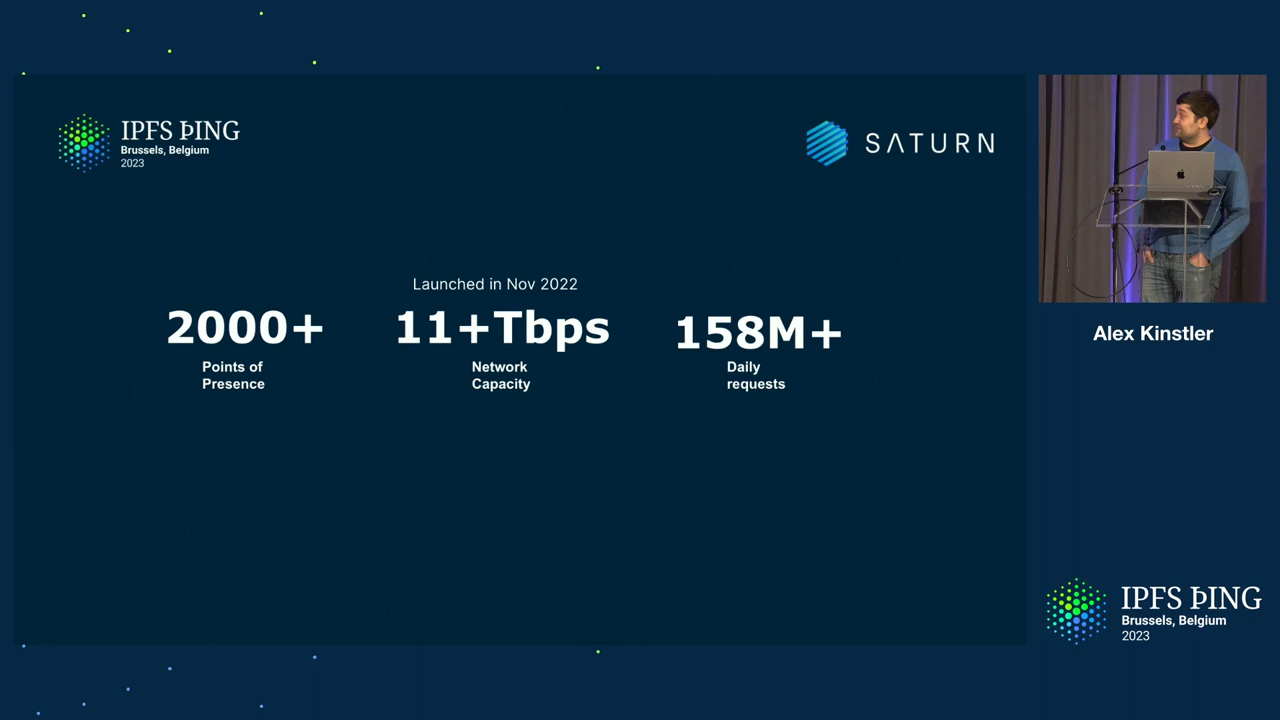 IPFS ÞING
Brussels, Belgium
2023
SATURN
Launched in Nov 2022
2000+
Points of
Presence
11+Tbps
Network
Capacity
158M+
Daily
requests
Alex Kinstler
IPFS ÞING
Brussels, Belgium
2023